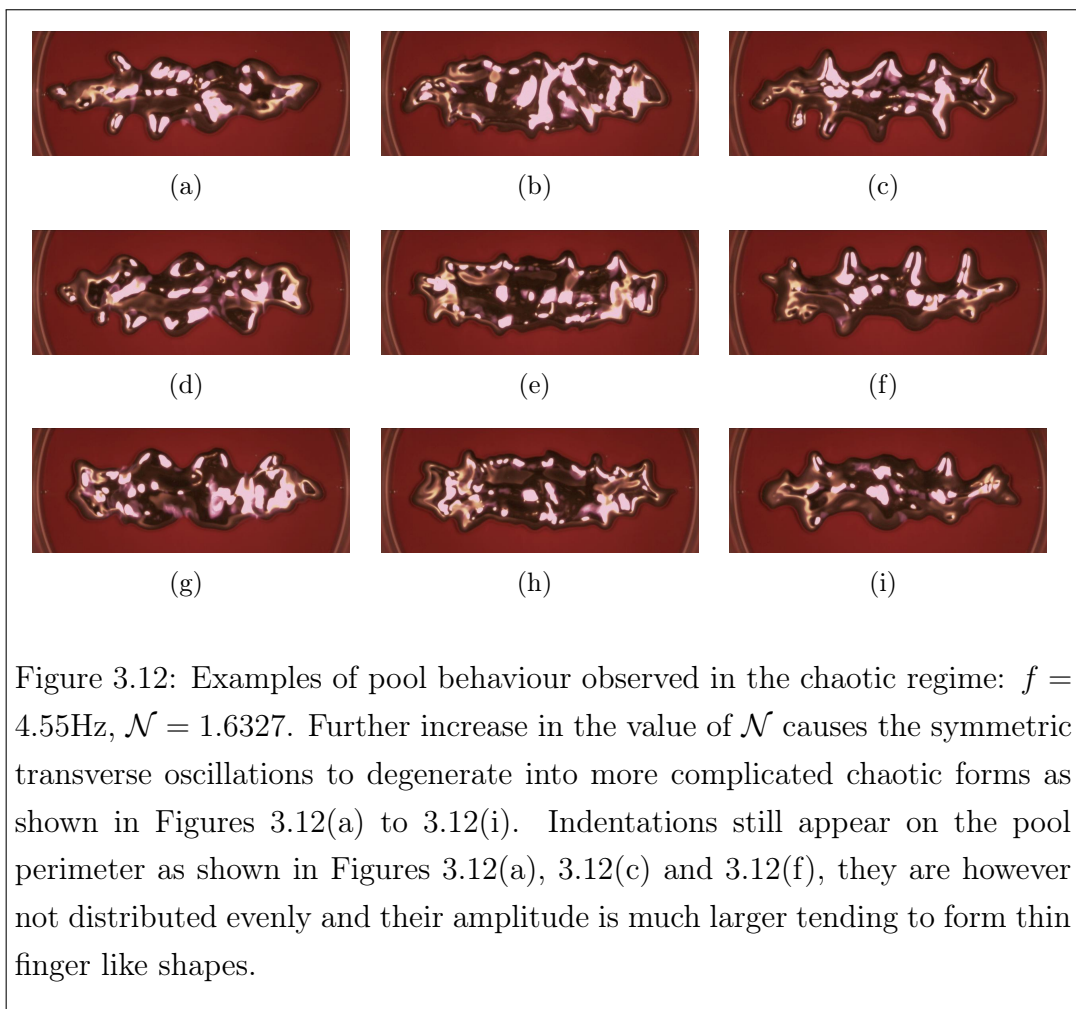 (a)
(b)
(c)
(d)
(e)
(f)
(g)
(h)
(i)
Figure 3.12: Examples of pool behaviour observed in the chaotic regime: f =
4.55Hz, 𝒩 = 1.6327. Further increase in the value of 𝒩 causes the symmetric
transverse oscillations to degenerate into more complicated chaotic forms as
shown in Figures 3.12(a) to 3.12(i). Indentations still appear on the pool
perimeter as shown in Figures 3.12(a), 3.12(c) and 3.12(f), they are however
not distributed evenly and their amplitude is much larger tending to form thin
finger like shapes.